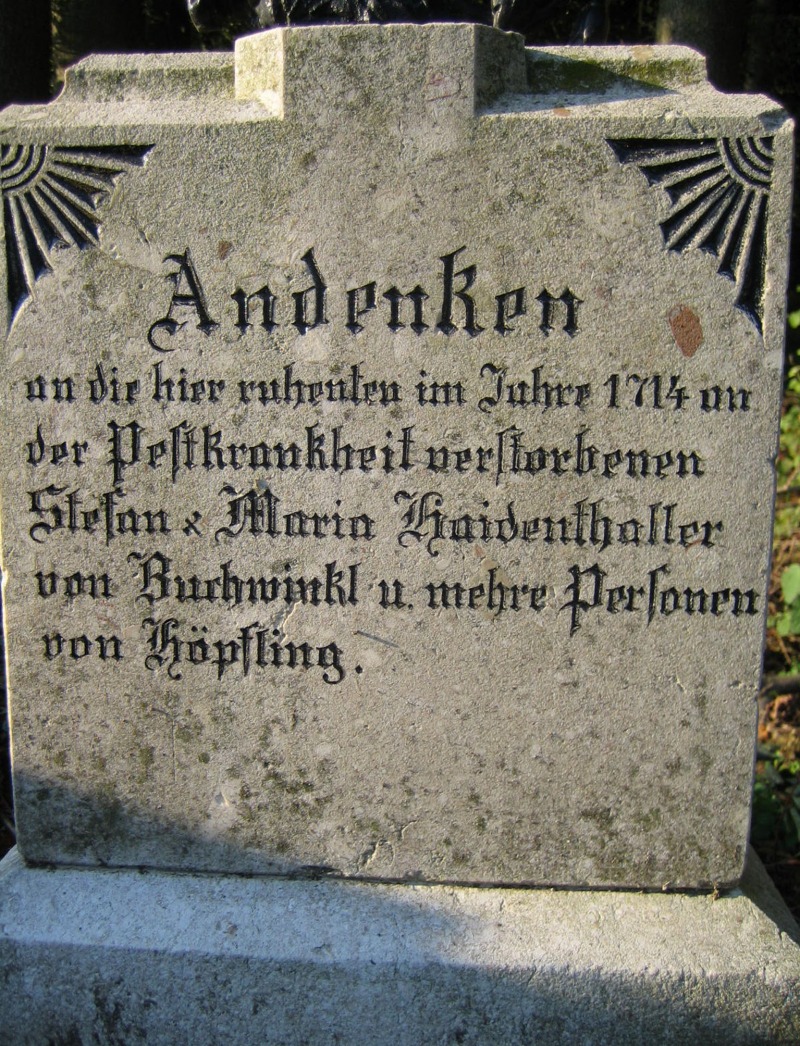 Andenken
an die hier ruhenten im Jahre 1714 an
der Pestkrankheit verstorbenen
Stefan & Maria Haidenthaller
von Buchwinkl u. mehre Personen
von Höpfling.